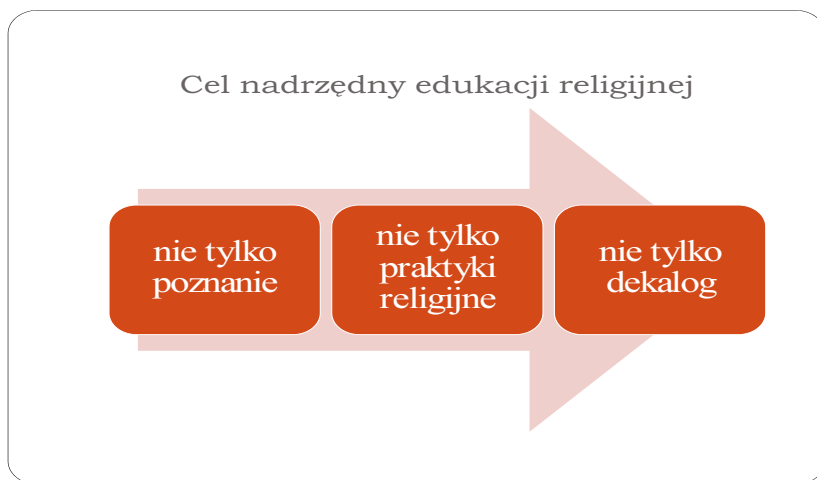 Cel nadrzędny edukacji religijnej
nie tylko
poznanie
nie tylko
praktyki
religijne
nie tylko
dekalog